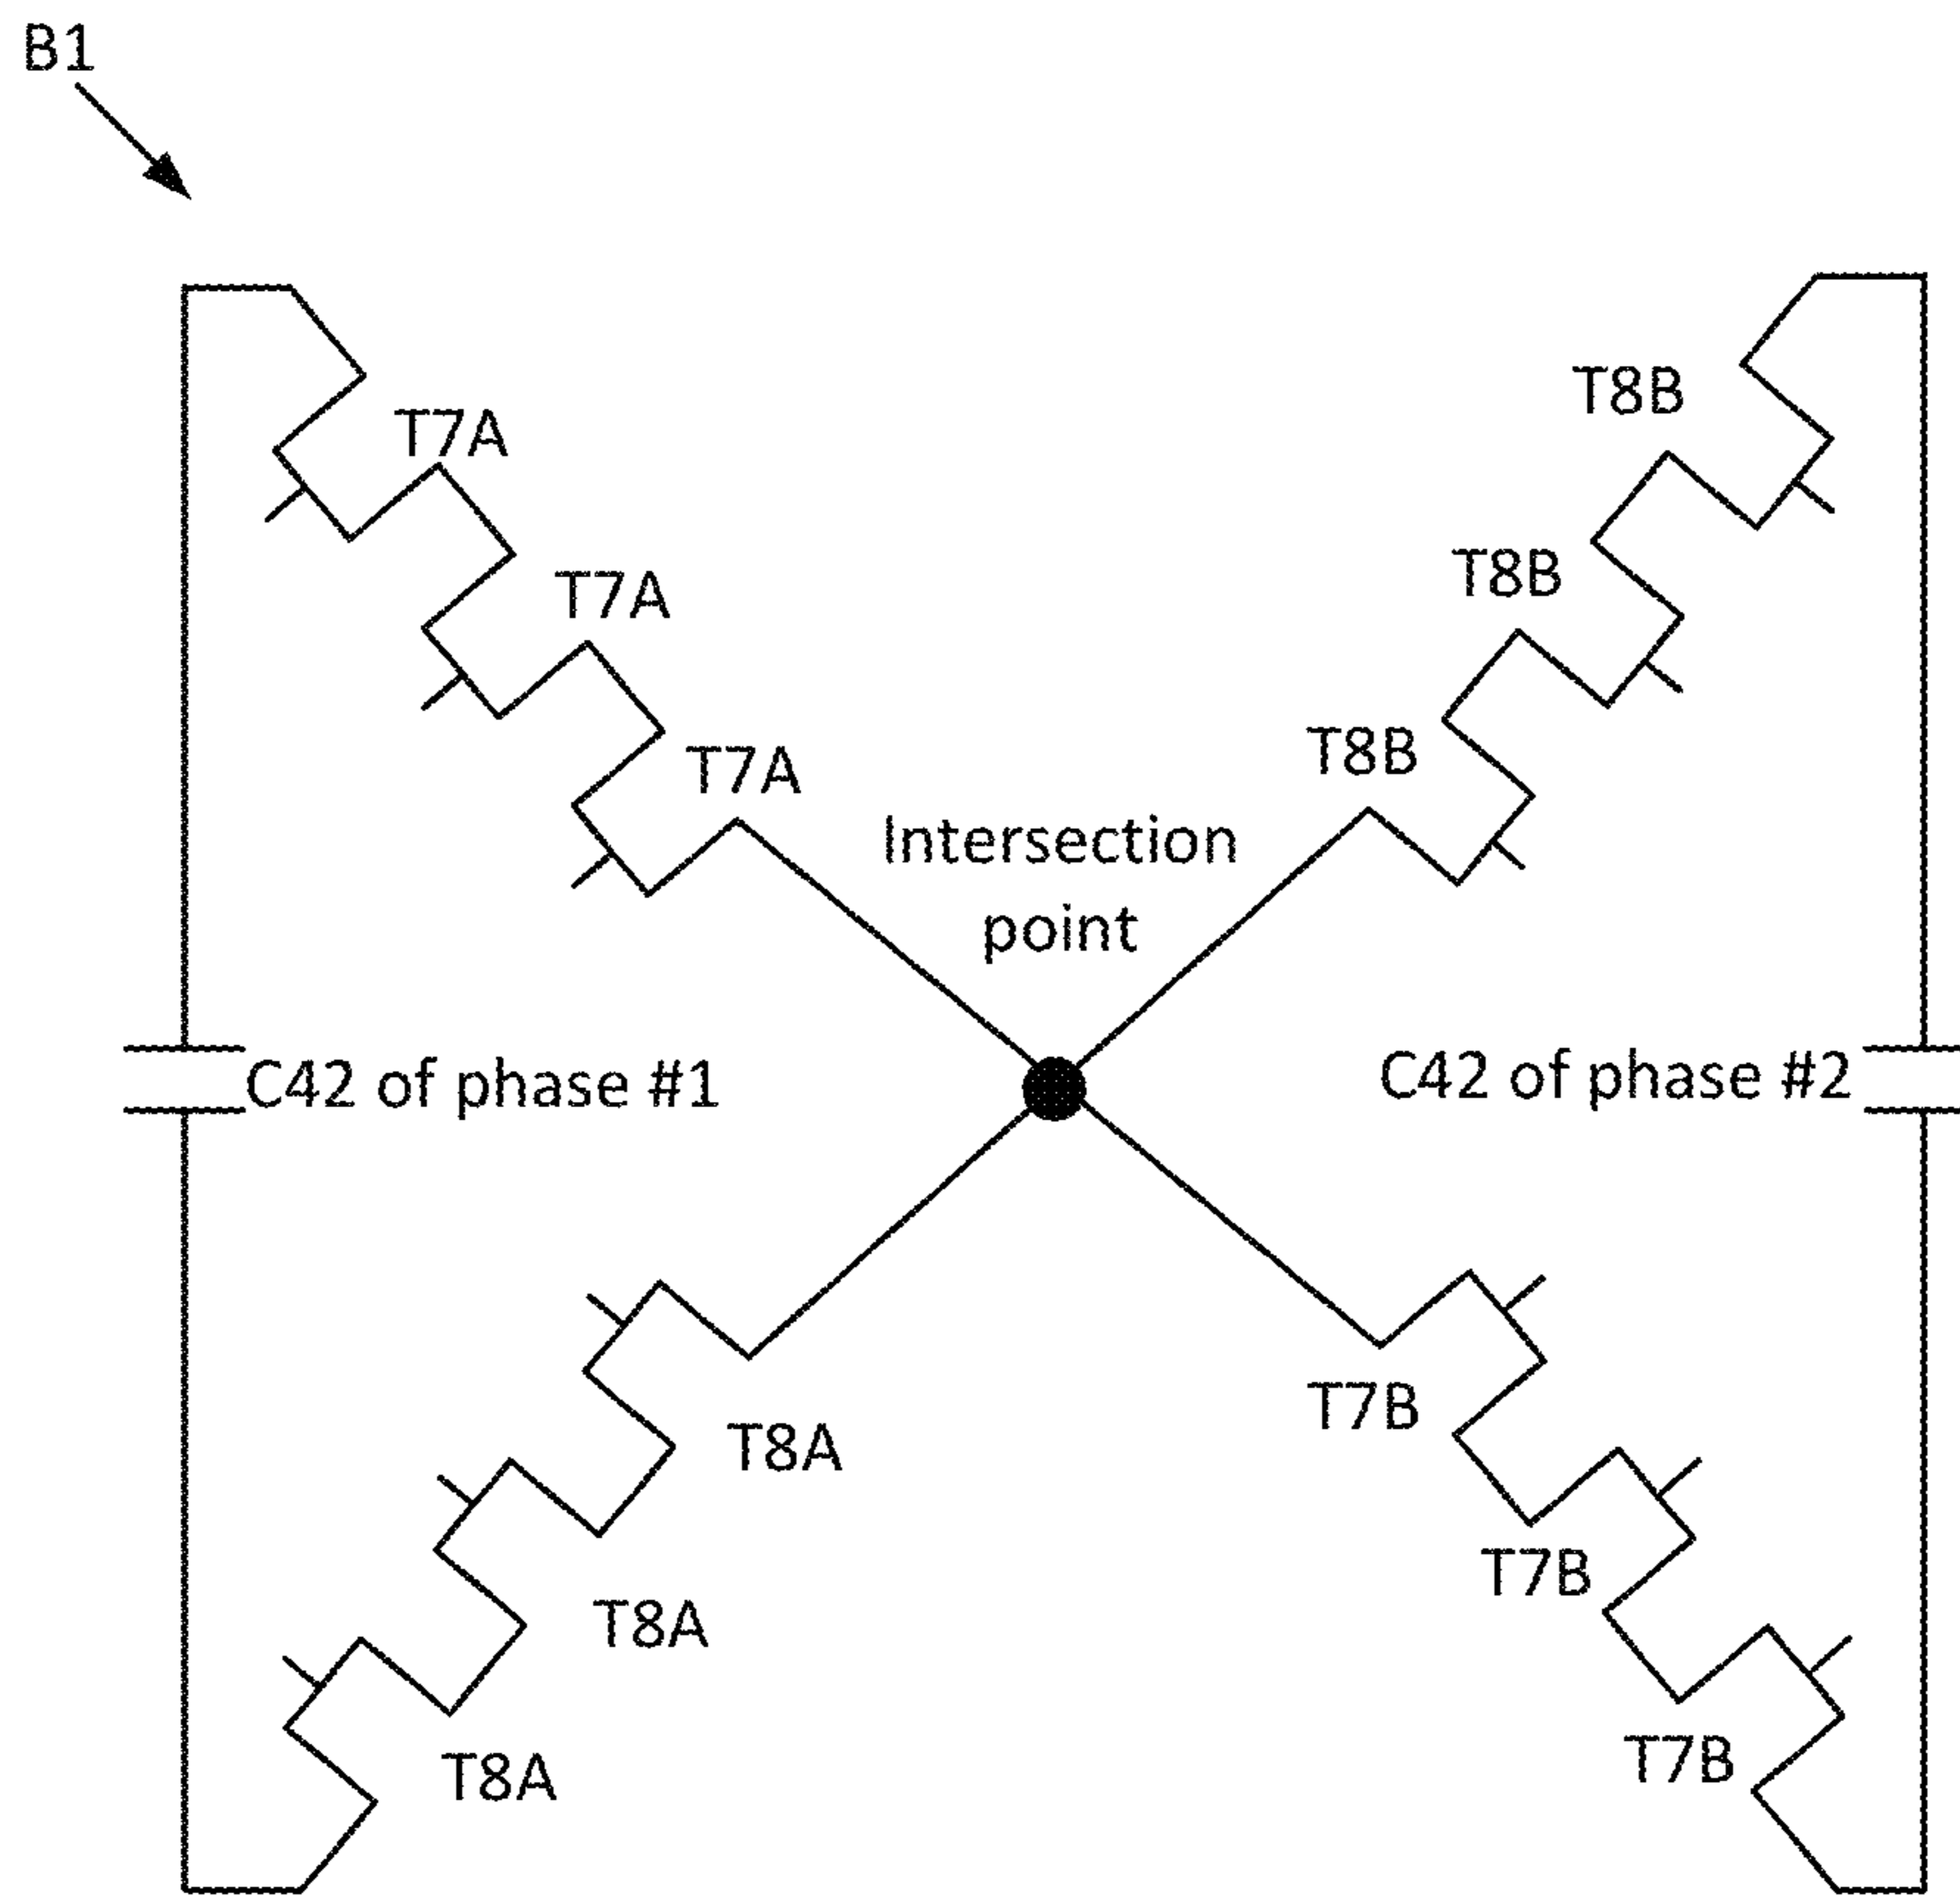 B1
T8B
T7A
T8B
T7A
T8B
T7A
Intersection
point
C42 of phase #1
C42 of phase #2
T7B
T8A
T7B
T8A
T7B
T8A